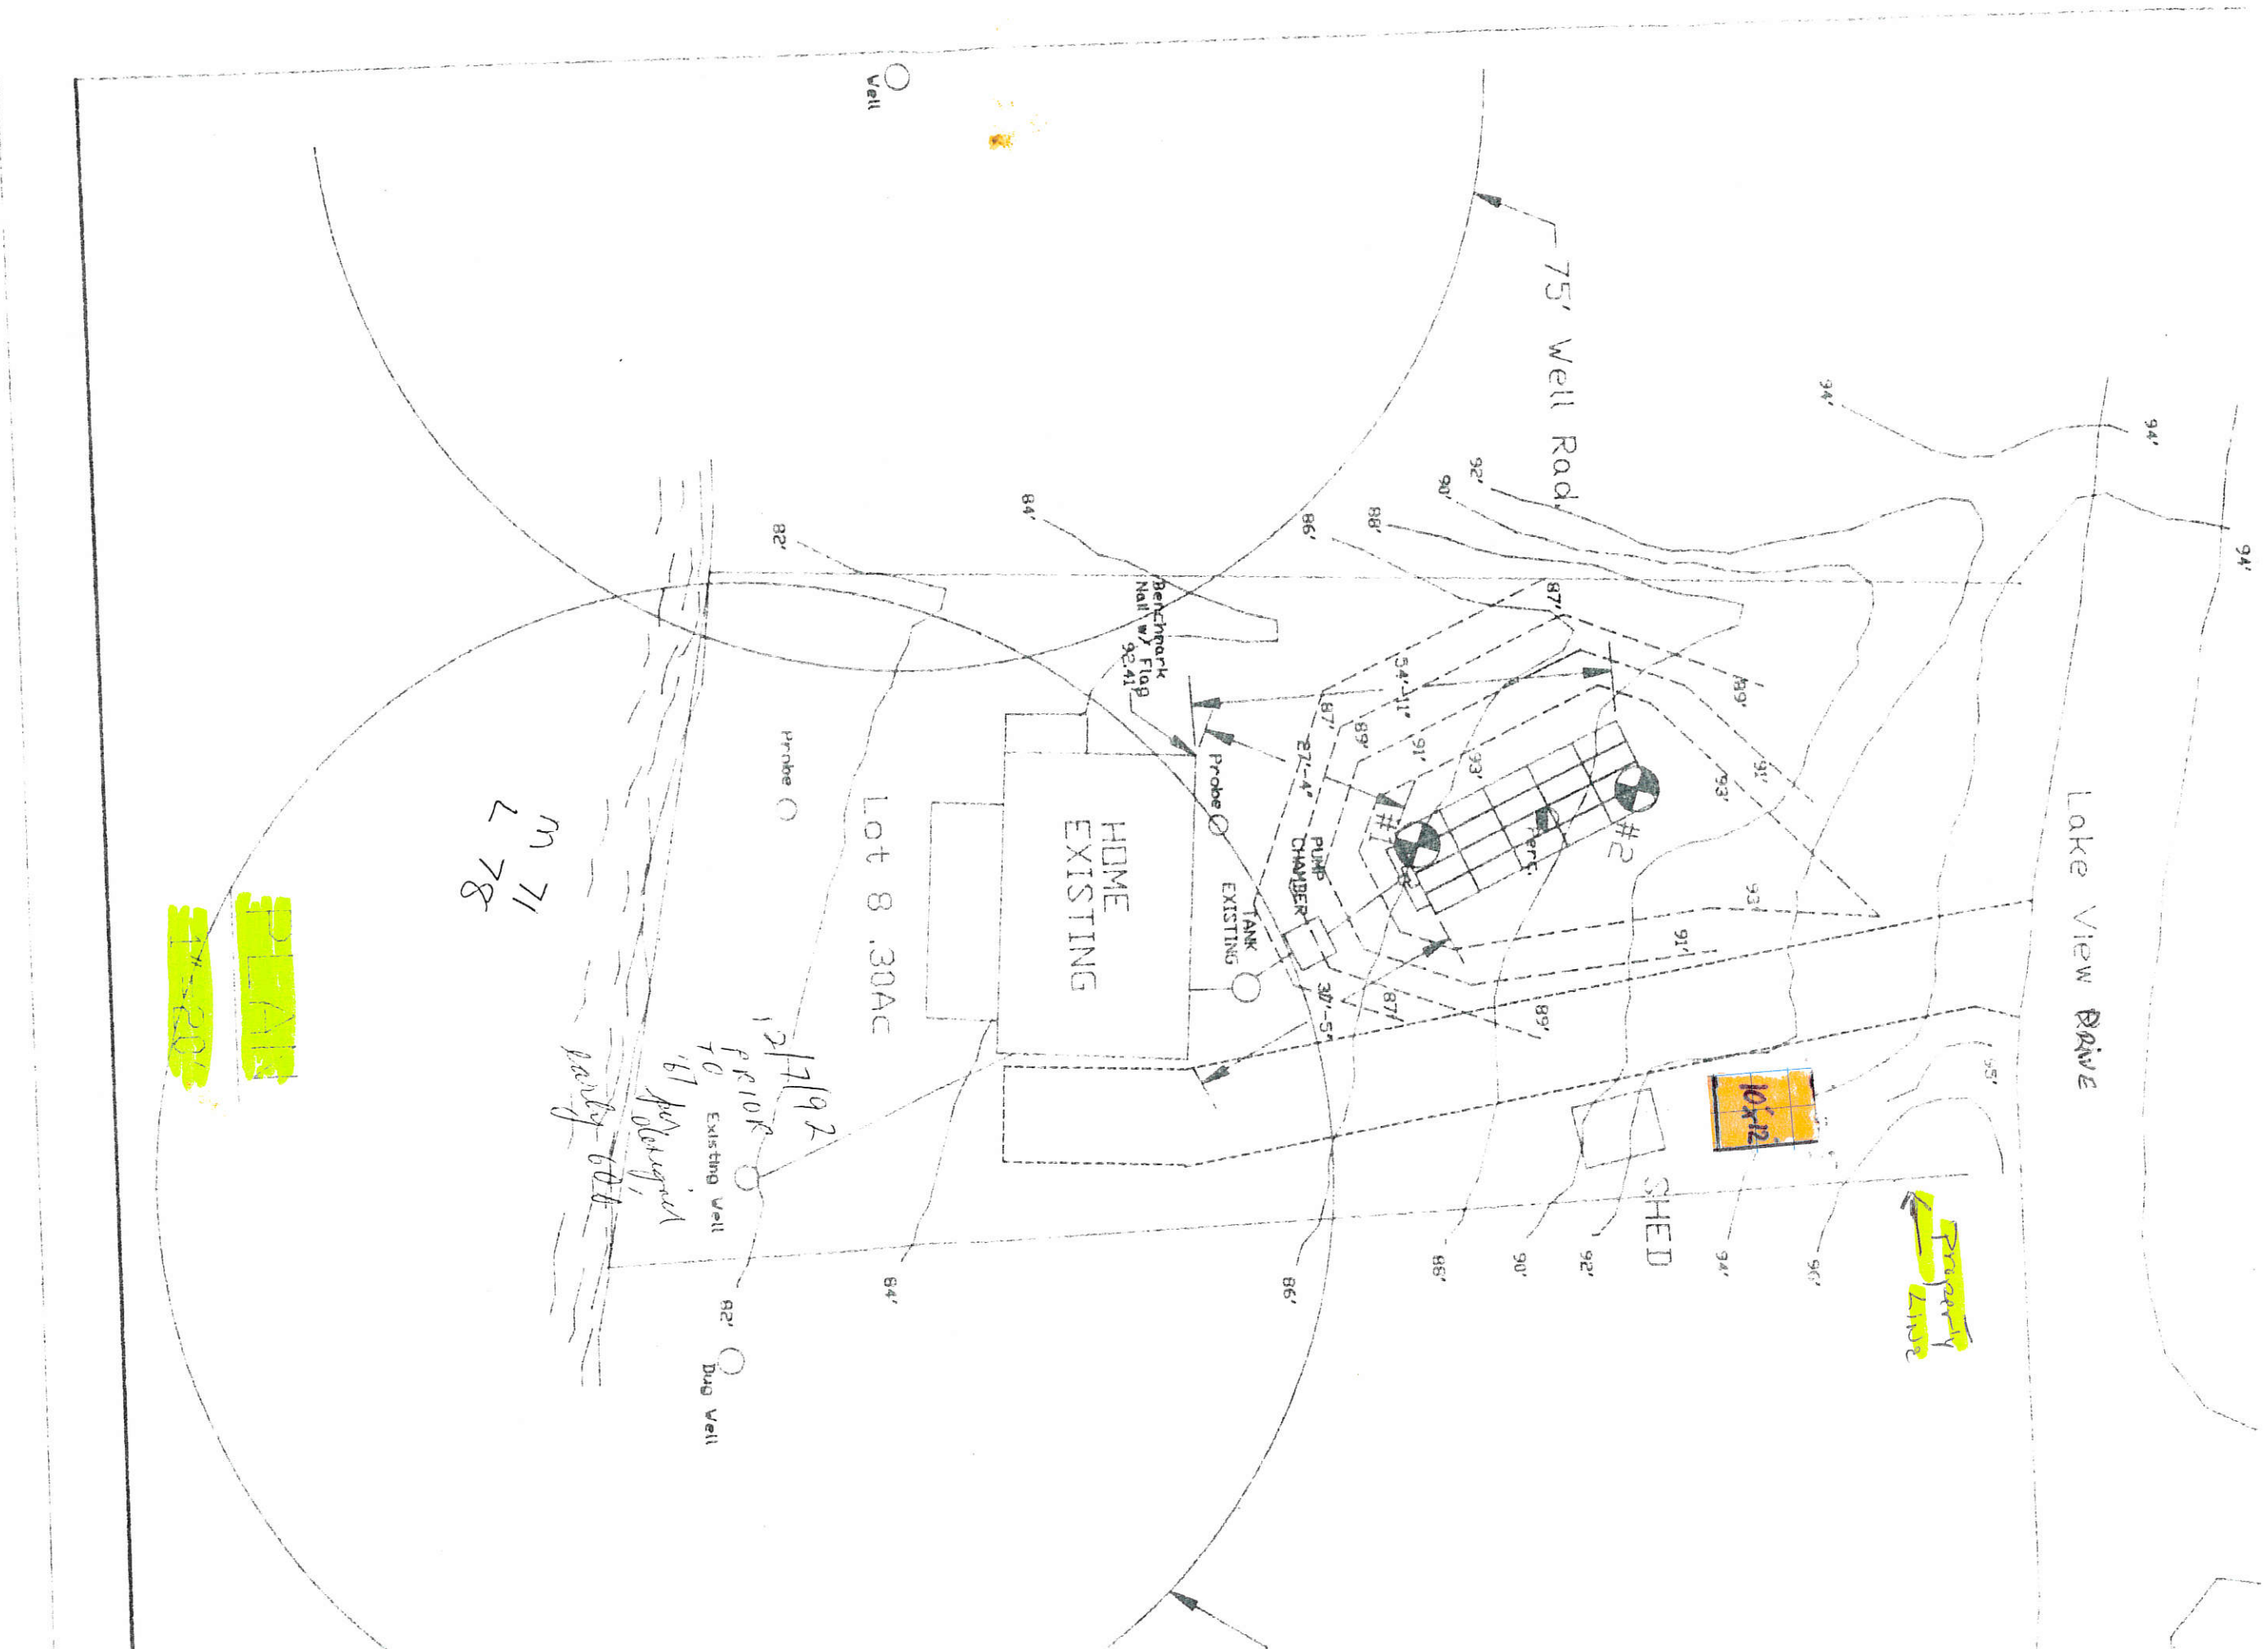 Lake View DRIVE
94'
94'
94'
95'
Property
Line
96'
94'
92'
90'
88'
86'
84'
82'
SHED
10'x12'
75' Well Rad.
92'
90'
88'
86'
84'
82'
87'
89'
91'
93'
#2
Perc
#1
93'
91'
89'
87'
54'-11"
27'-4"
30'-5"
93'
91'
89'
87'
PUMP
CHAMBER
TANK
EXISTING
Probe
Benchmark
Nail w/ Flag
92.41'
HOME
EXISTING
Lot 8 .30AC
Probe
Well
12/7/92
PRIOR
TO
Existing Well
Dug Well
PLAN
1"=20'